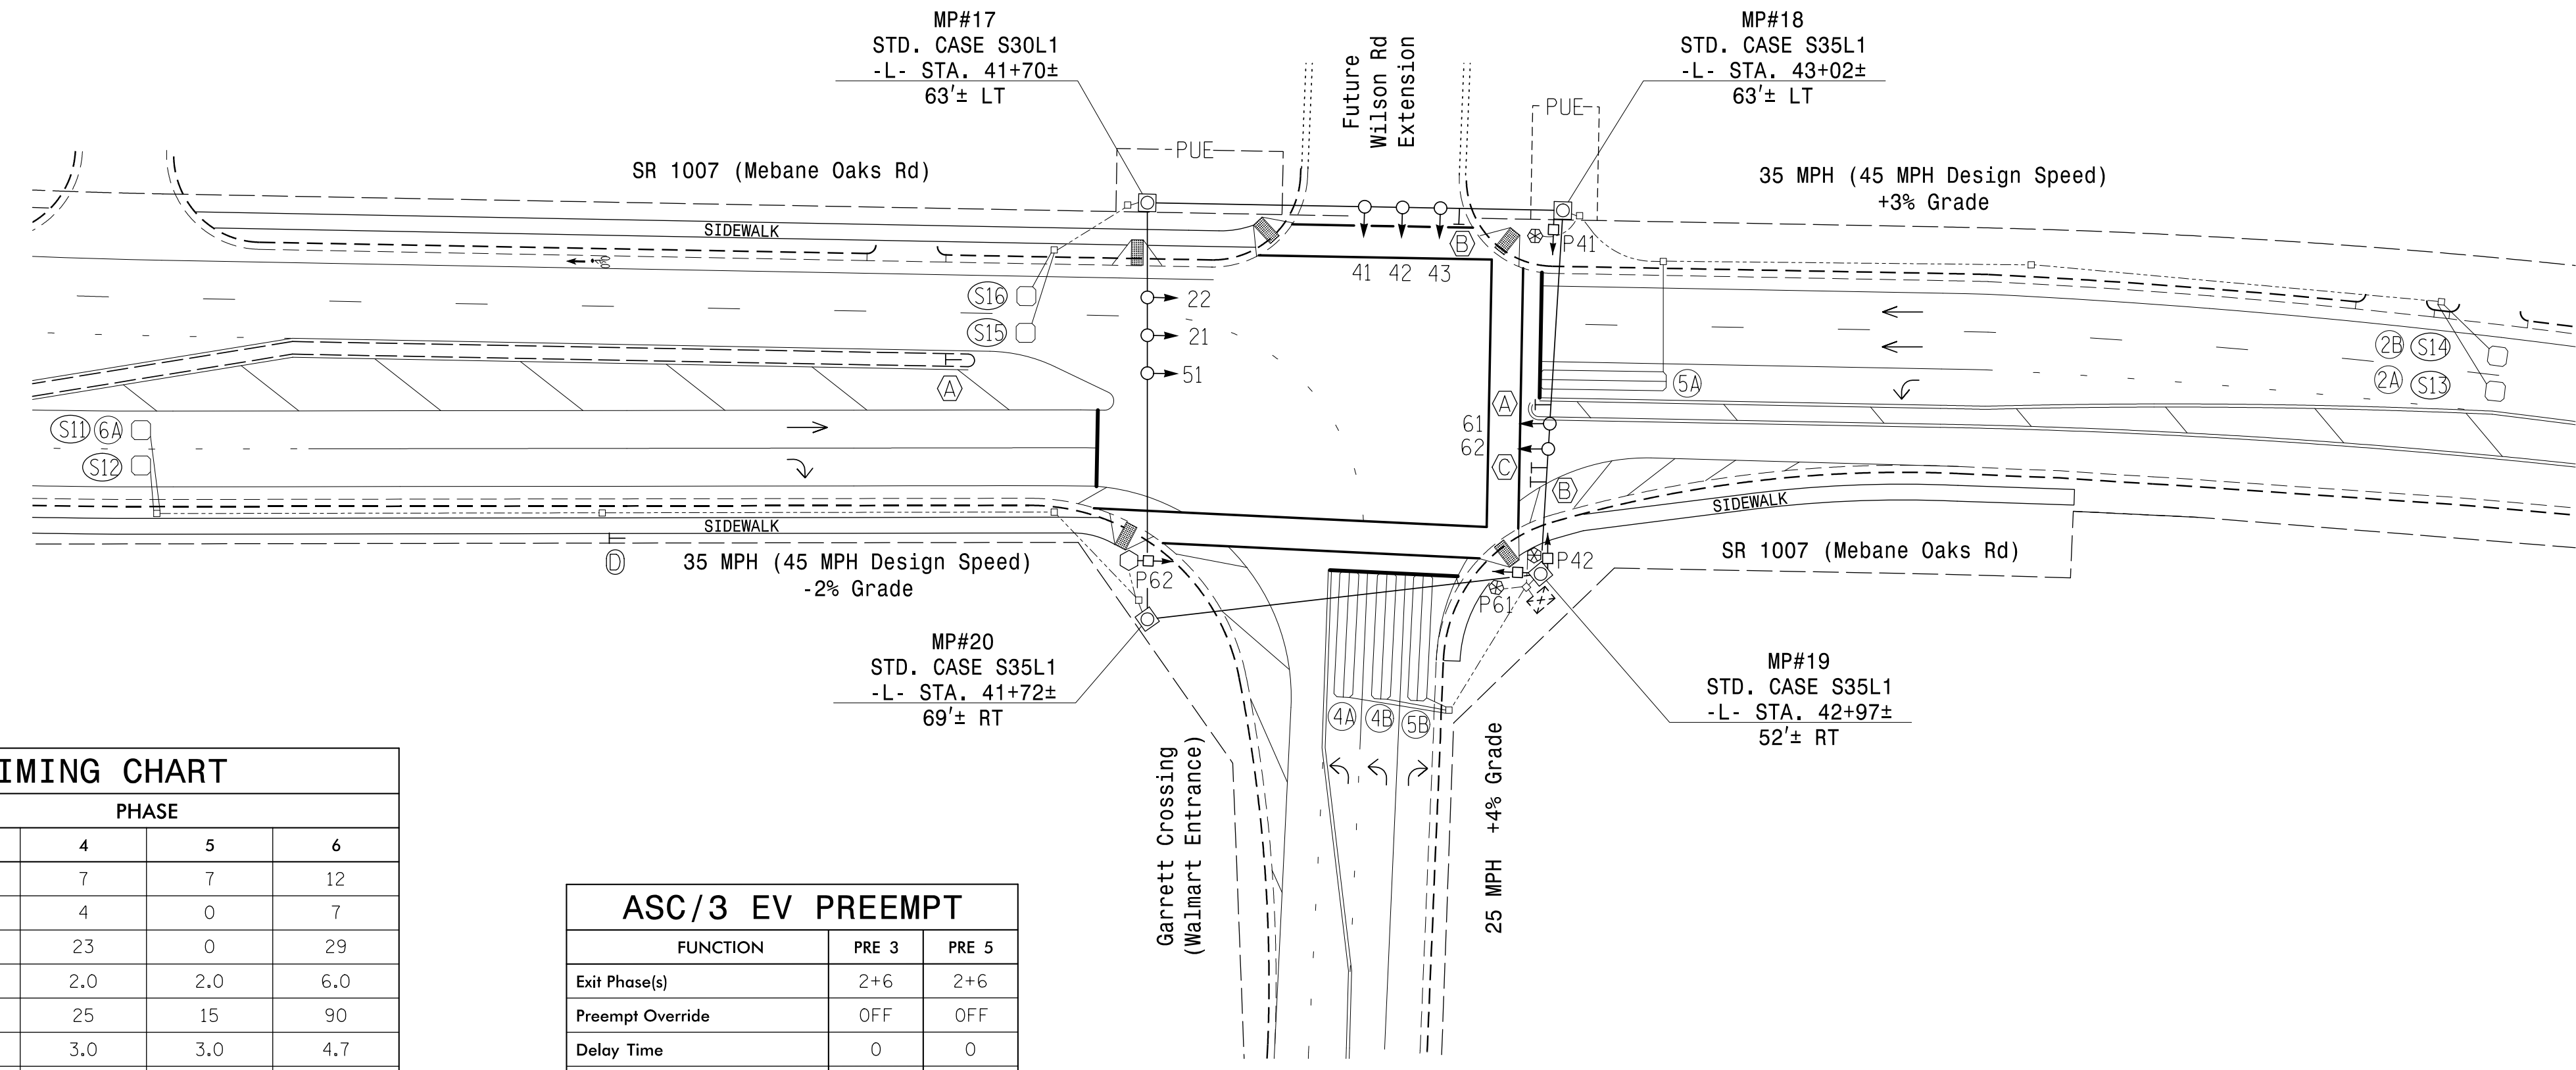 MP#17
STD. CASE S30L1
-L- STA. 41+70±
63'± LT
MP#18
STD. CASE S35L1
-L- STA. 43+02±
63'± LT
Future
Wilson Rd
Extension
PUE
PUE
SR 1007 (Mebane Oaks Rd)
35 MPH (45 MPH Design Speed)
+3% Grade
SIDEWALK
B
P41
41 42 43
S16
S15
22
21
51
A
5A
2B S14
2A S13
A
61
62
C
B
S11 6A
S12
SIDEWALK
SIDEWALK
D
35 MPH (45 MPH Design Speed)
-2% Grade
P62
P42
P61
SR 1007 (Mebane Oaks Rd)
MP#20
STD. CASE S35L1
-L- STA. 41+72±
69'± RT
MP#19
STD. CASE S35L1
-L- STA. 42+97±
52'± RT
4A 4B 5B
Garrett Crossing
(Walmart Entrance)
25 MPH +4% Grade
IMING CHART
PHASE
4 5 6
7 7 12
4 0 7
23 0 29
2.0 2.0 6.0
25 15 90
3.0 3.0 4.7
ASC/3 EV PREEMPT
FUNCTION PRE 3 PRE 5
Exit Phase(s) 2+6 2+6
Preempt Override OFF OFF
Delay Time 0 0